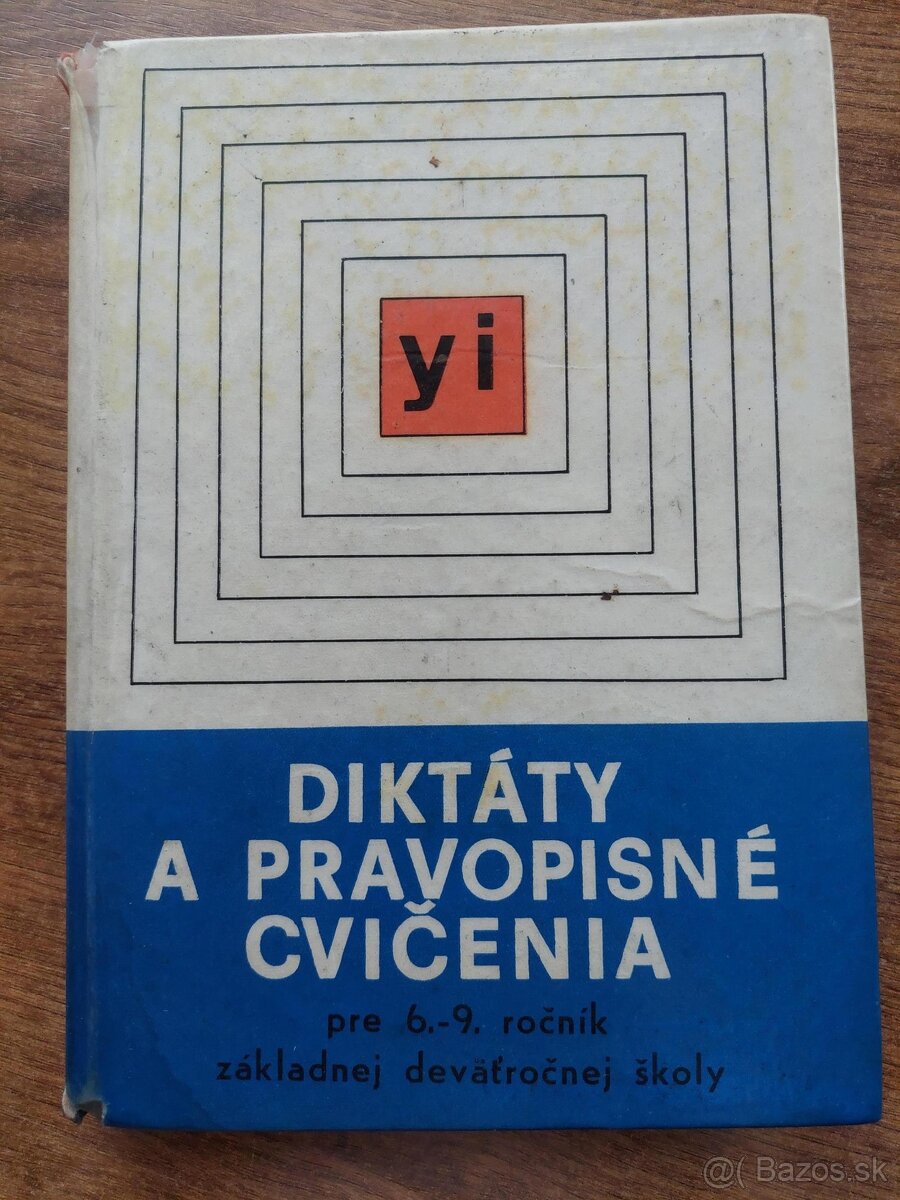 yi
DIKTÁTY
A PRAVOPISNÉ
CVIČENIA
pre 6.-9. ročník
základnej deväťročnej školy
@( Bazos.sk